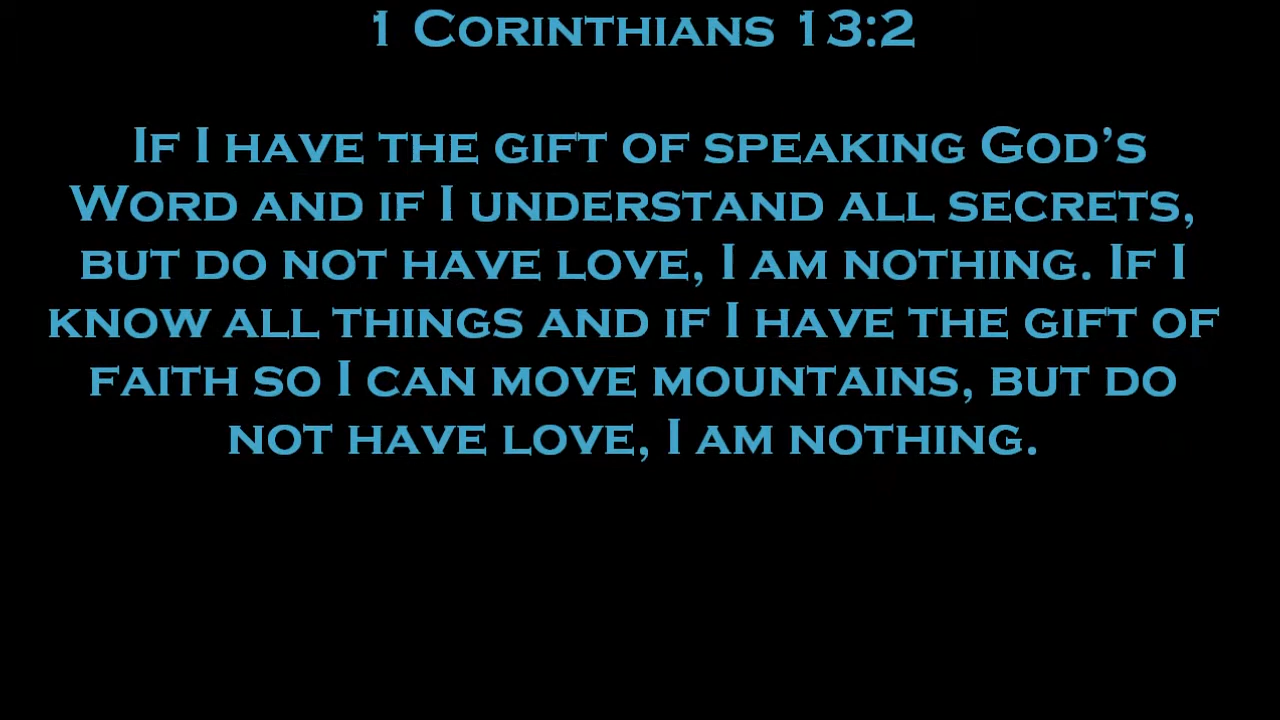 1 Corinthians 13:2
If I have the gift of speaking God’s
Word and if I understand all secrets,
but do not have love, I am nothing. If I
know all things and if I have the gift of
faith so I can move mountains, but do
not have love, I am nothing.